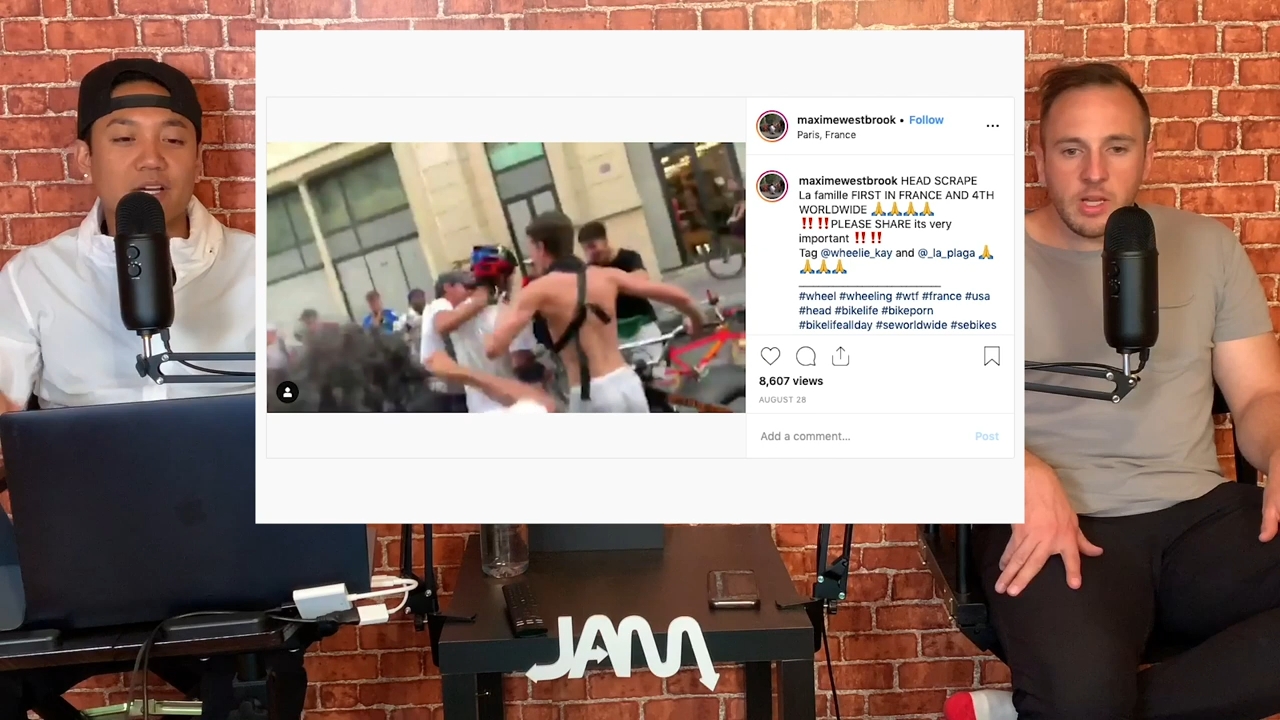 maximewestbrook • Follow
Paris, France
maximewestbrook HEAD SCRAPE
La famille FIRST IN FRANCE AND 4TH
WORLDWIDE 🙏🙏🙏🙏
‼️‼️PLEASE SHARE its very
important ‼️‼️
Tag @wheelie_kay and @_la_plaga 🙏
🙏🙏🙏
____________________
#wheel #wheeling #wtf #france #usa
#head #bikelife #bikeporn
#bikelifeallday #seworldwide #sebikes
8,607 views
AUGUST 28
Add a comment... Post
JAM